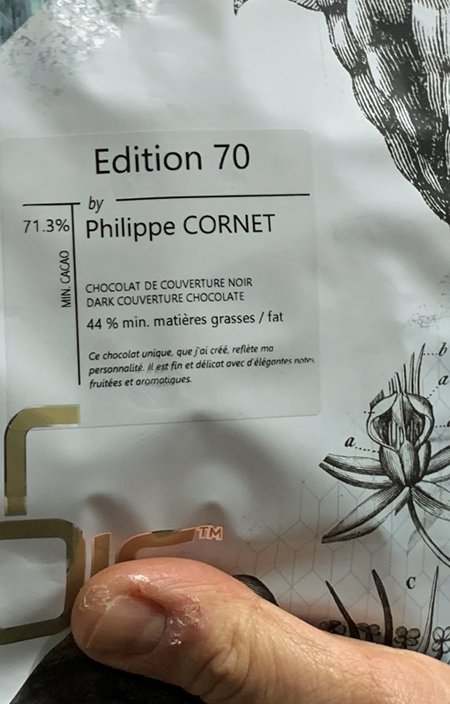 Edition 70
by
71.3%
Philippe CORNET
MIN. CACAO
CHOCOLAT DE COUVERTURE NOIR
DARK COUVERTURE CHOCOLATE
44 % min. matières grasses / fat
Ce chocolat unique, que j'ai créé, reflète ma
personnalité. Il est fin et délicat avec d'élégantes notes
fruitées et aromatiques.
TM
b
a
a
c